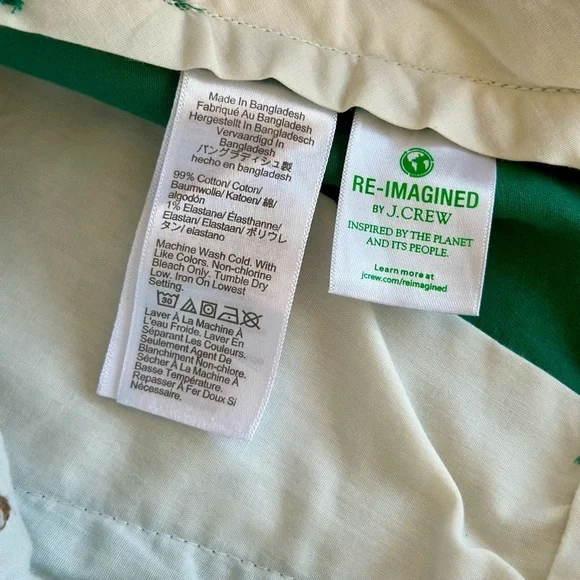 Made In Bangladesh
Fabriqué Au Bangladesh
Hergestellt In Bangladesch
Vervaardigd In
Bangladesh
バングラディシュ製
hecho en bangladesh
99% Cotton/ Coton/
Baumwolle/ Katoen/ 綿/
algodón
1% Elastane/ Élasthanne/
Elastan/ Elastaan/ ポリウレ
タン/ elastano
Machine Wash Cold. With
Like Colors. Non-chlorine
Bleach Only. Tumble Dry
Low. Iron On Lowest
Setting.
30
Laver À La Machine À
L'eau Froide. Laver À
Séparant Les Couleurs.
Seulement Agent De
Blanchiment Non-chlore.
Sécher À La Machine À
Basse Température.
Repasser À Fer Doux Si
Nécessaire.
RE-IMAGINED
BY J.CREW
INSPIRED BY THE PLANET
AND ITS PEOPLE.
Learn more at
jcrew.com/reimagined